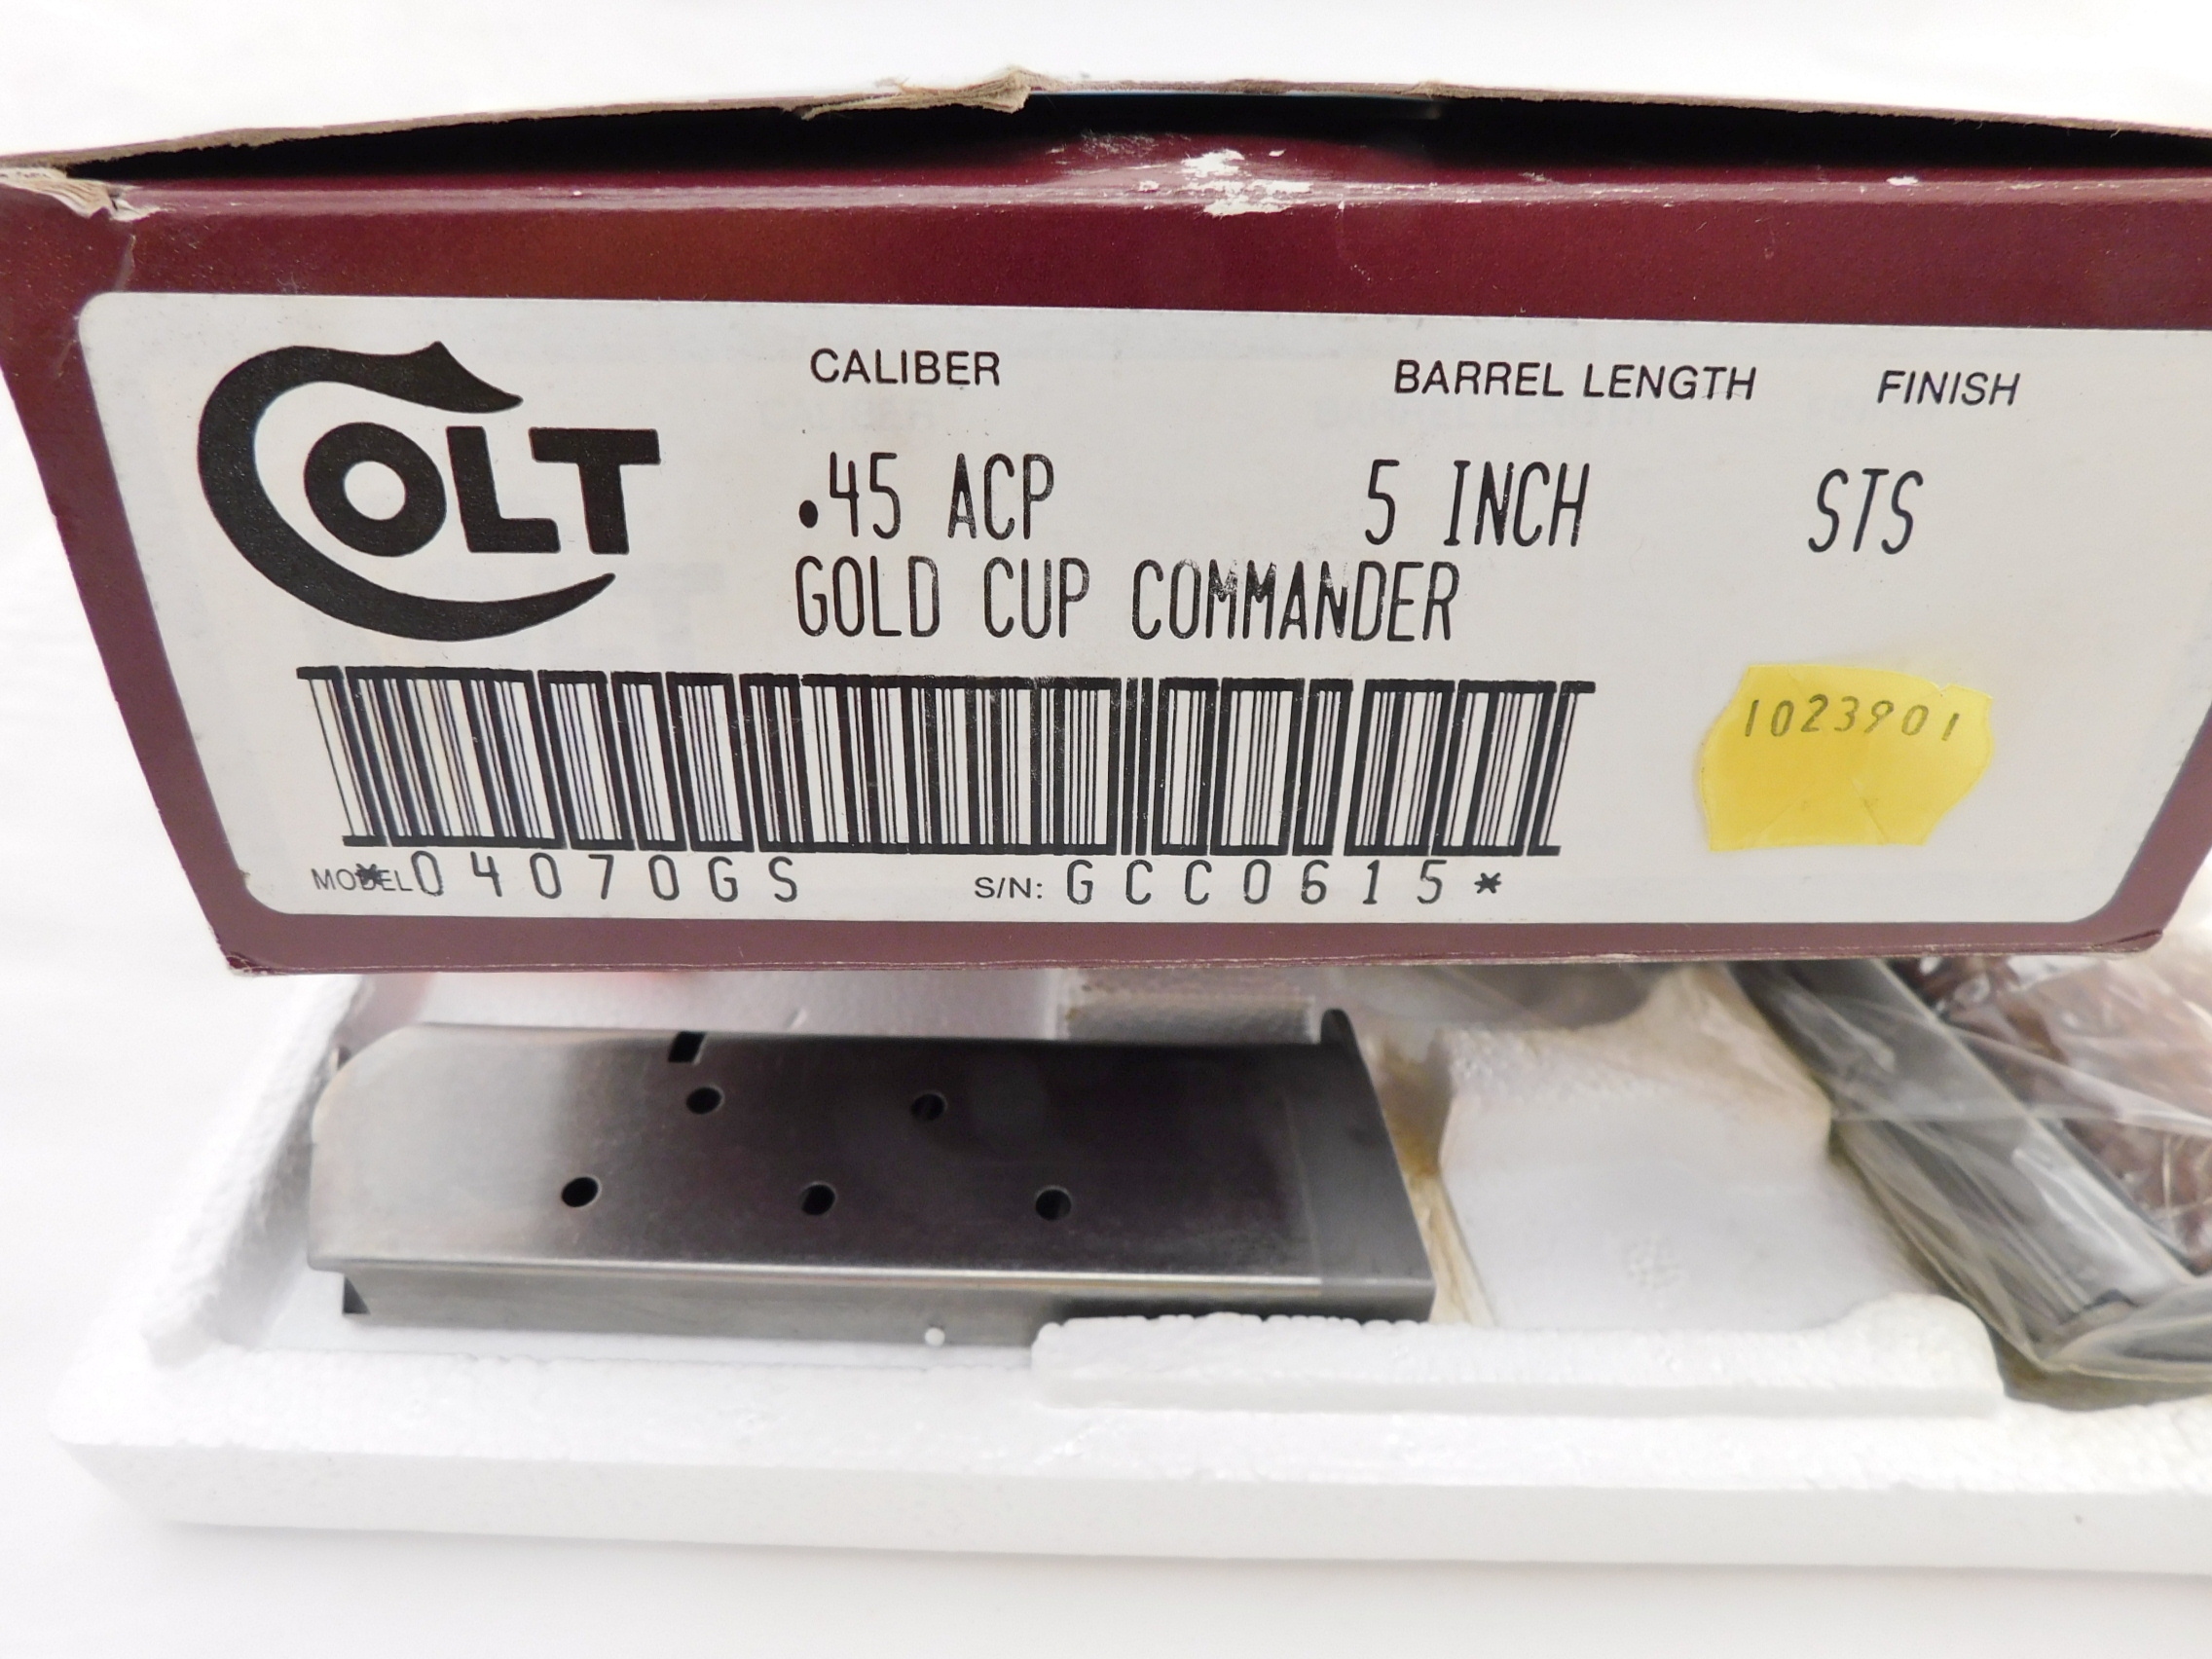 COLT
CALIBER BARREL LENGTH FINISH
.45 ACP 5 INCH STS
GOLD CUP COMMANDER
1023901
MODEL *04070GS S/N: GCC0615*